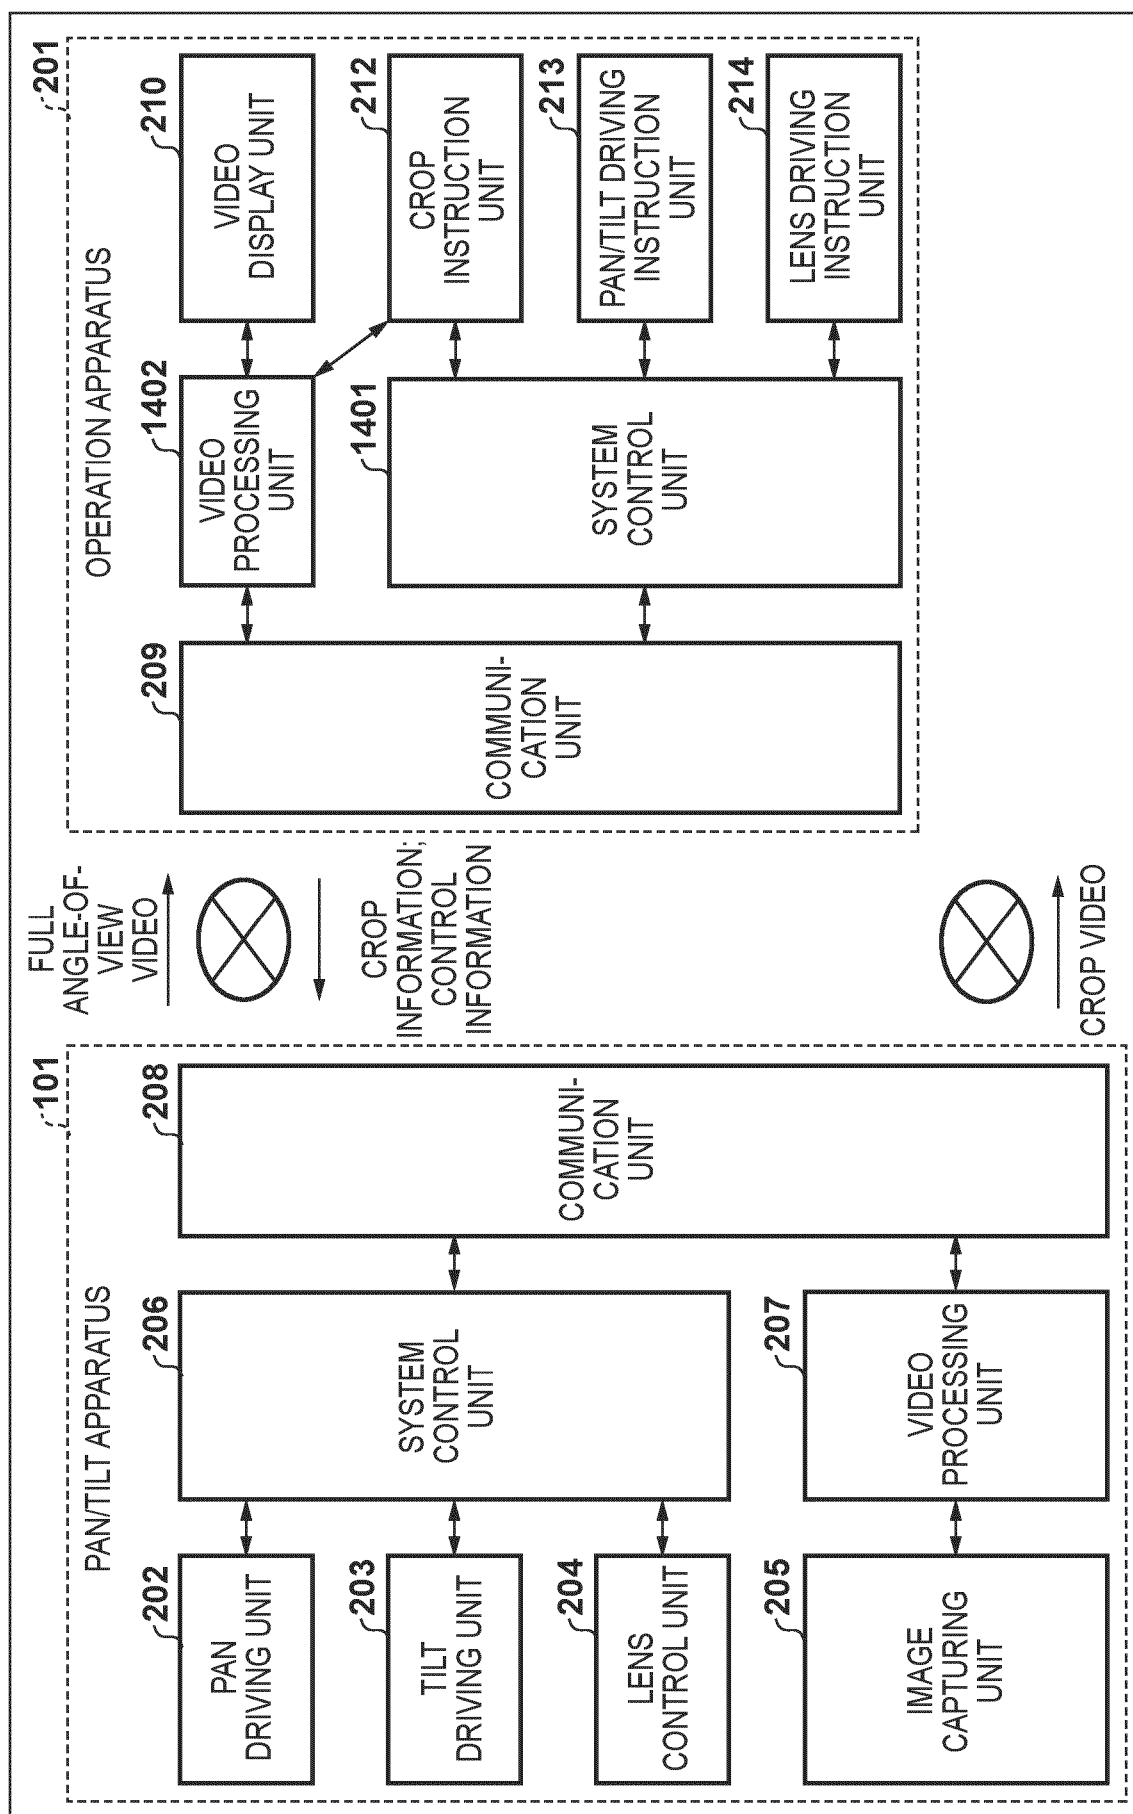 101
PAN/TILT APPARATUS
202
PAN
DRIVING UNIT
203
TILT
DRIVING UNIT
204
LENS
CONTROL UNIT
205
IMAGE
CAPTURING
UNIT
206
SYSTEM
CONTROL
UNIT
207
VIDEO
PROCESSING
UNIT
208
COMMUNI-
CATION
UNIT
FULL
ANGLE-OF-
VIEW
VIDEO
CROP
INFORMATION;
CONTROL
INFORMATION
CROP VIDEO
201
OPERATION APPARATUS
209
COMMUNI-
CATION
UNIT
1402
VIDEO
PROCESSING
UNIT
1401
SYSTEM
CONTROL
UNIT
210
VIDEO
DISPLAY UNIT
212
CROP
INSTRUCTION
UNIT
213
PAN/TILT DRIVING
INSTRUCTION
UNIT
214
LENS DRIVING
INSTRUCTION
UNIT